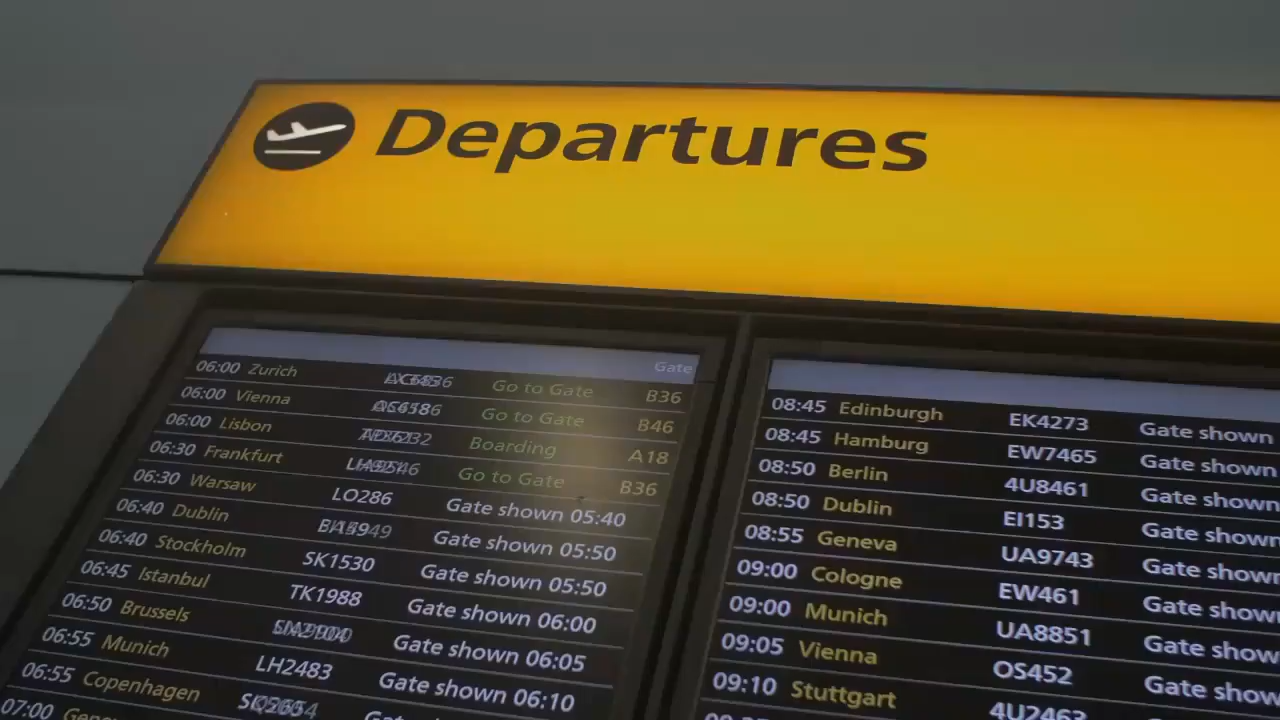 Departures
Gate
06:00 Zurich Go to Gate B36
06:00 Vienna Go to Gate B46
06:00 Lisbon Boarding A18
06:30 Frankfurt Go to Gate B36
06:30 Warsaw LO286 Gate shown 05:40
06:40 Dublin Gate shown 05:50
06:40 Stockholm SK1530 Gate shown 05:50
06:45 Istanbul TK1988 Gate shown 06:00
06:50 Brussels Gate shown 06:05
06:55 Munich LH2483 Gate shown 06:10
06:55 Copenhagen
07:00
08:45 Edinburgh EK4273 Gate shown
08:45 Hamburg EW7465 Gate shown
08:50 Berlin 4U8461 Gate shown
08:50 Dublin EI153 Gate shown
08:55 Geneva UA9743 Gate shown
09:00 Cologne EW461 Gate shown
09:00 Munich UA8851 Gate show
09:05 Vienna OS452 Gate show
09:10 Stuttgart 4U2463